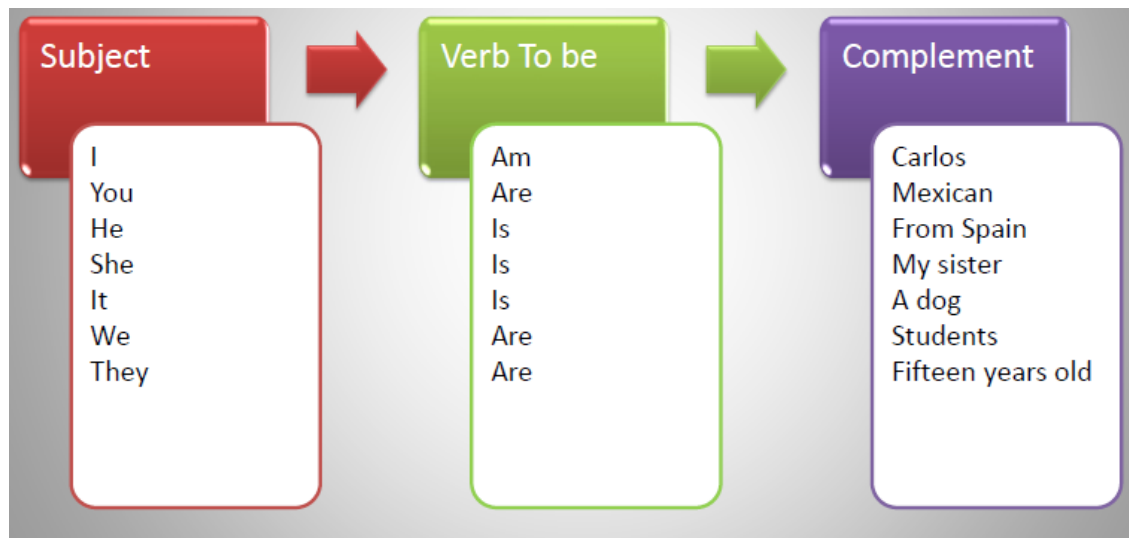 Subject
I
You
He
She
It
We
They
Verb To be
Am
Are
Is
Is
Is
Are
Are
Complement
Carlos
Mexican
From Spain
My sister
A dog
Students
Fifteen years old